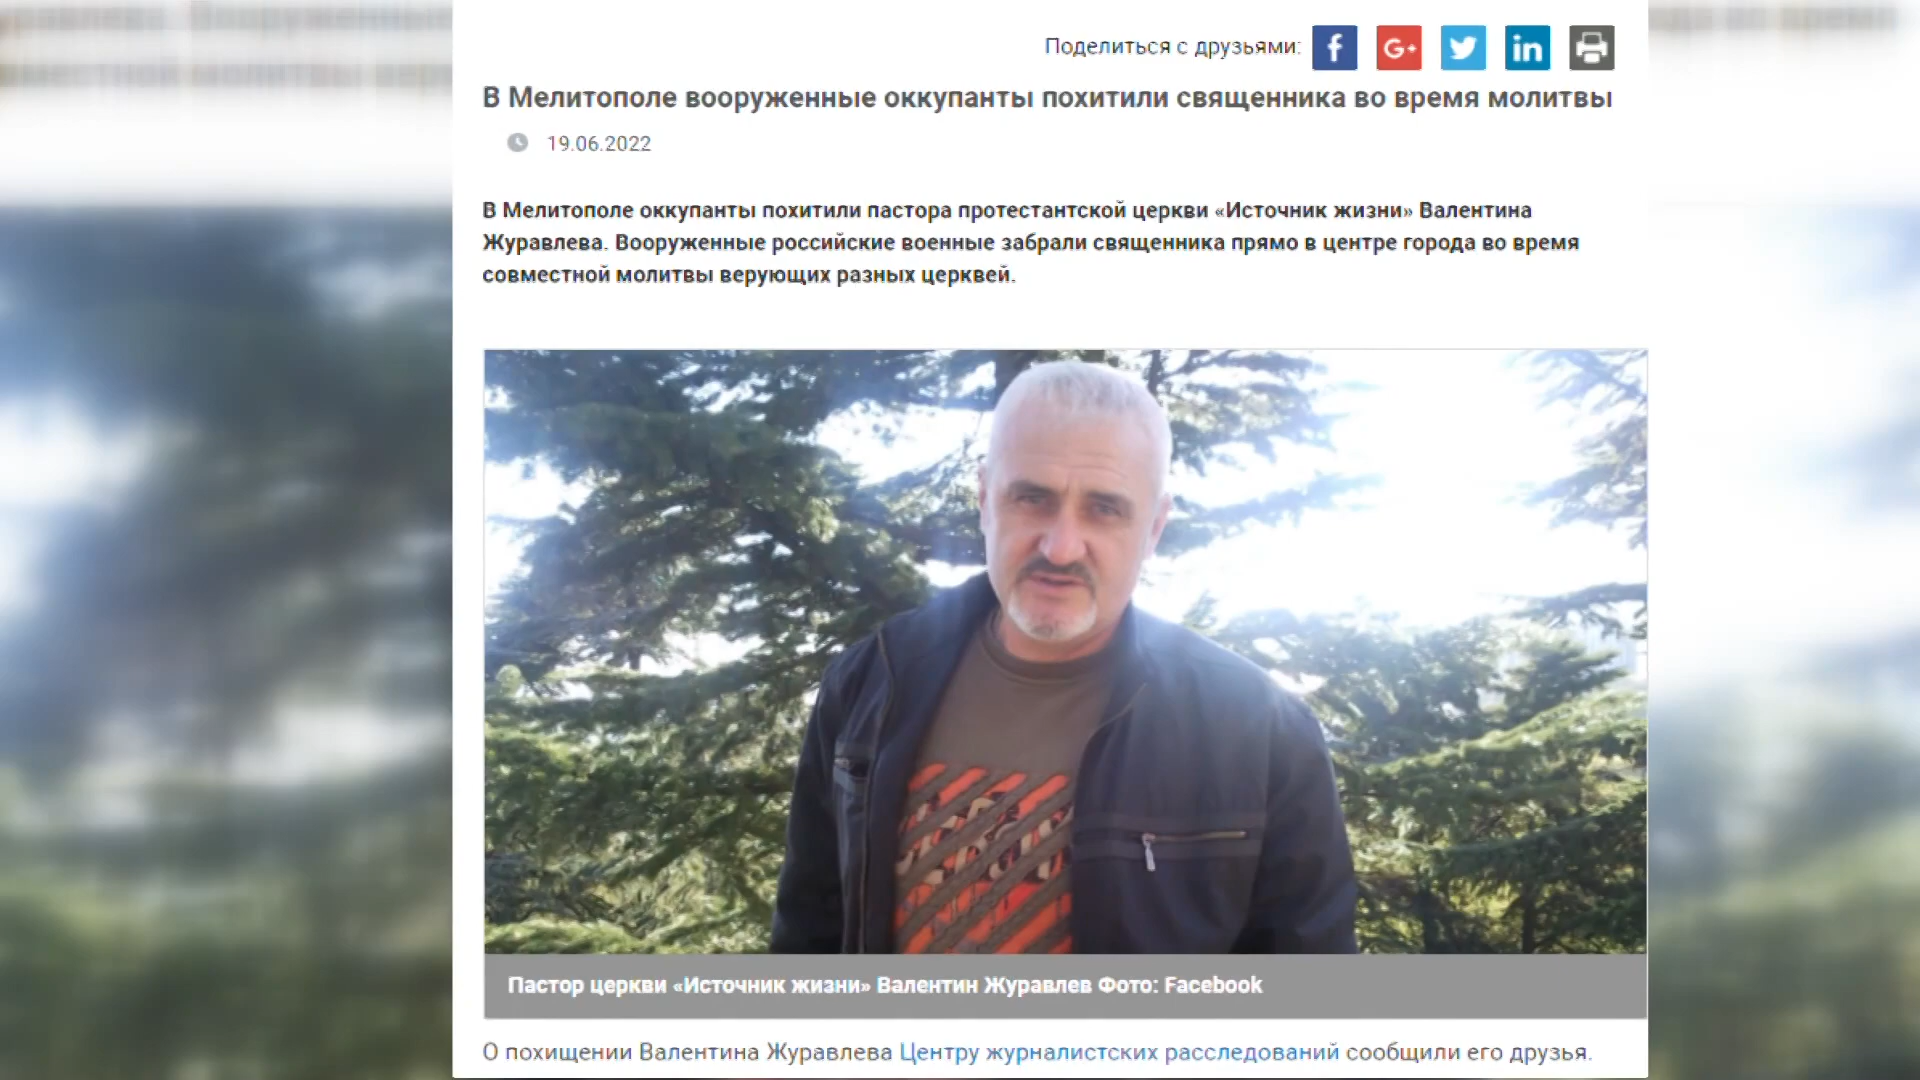 Поделиться с друзьями:
В Мелитополе вооруженные оккупанты похитили священника во время молитвы
19.06.2022
В Мелитополе оккупанты похитили пастора протестантской церкви «Источник жизни» Валентина
Журавлева. Вооруженные российские военные забрали священника прямо в центре города во время
совместной молитвы верующих разных церквей.
Пастор церкви «Источник жизни» Валентин Журавлев Фото: Facebook
О похищении Валентина Журавлева Центру журналистских расследований сообщили его друзья.